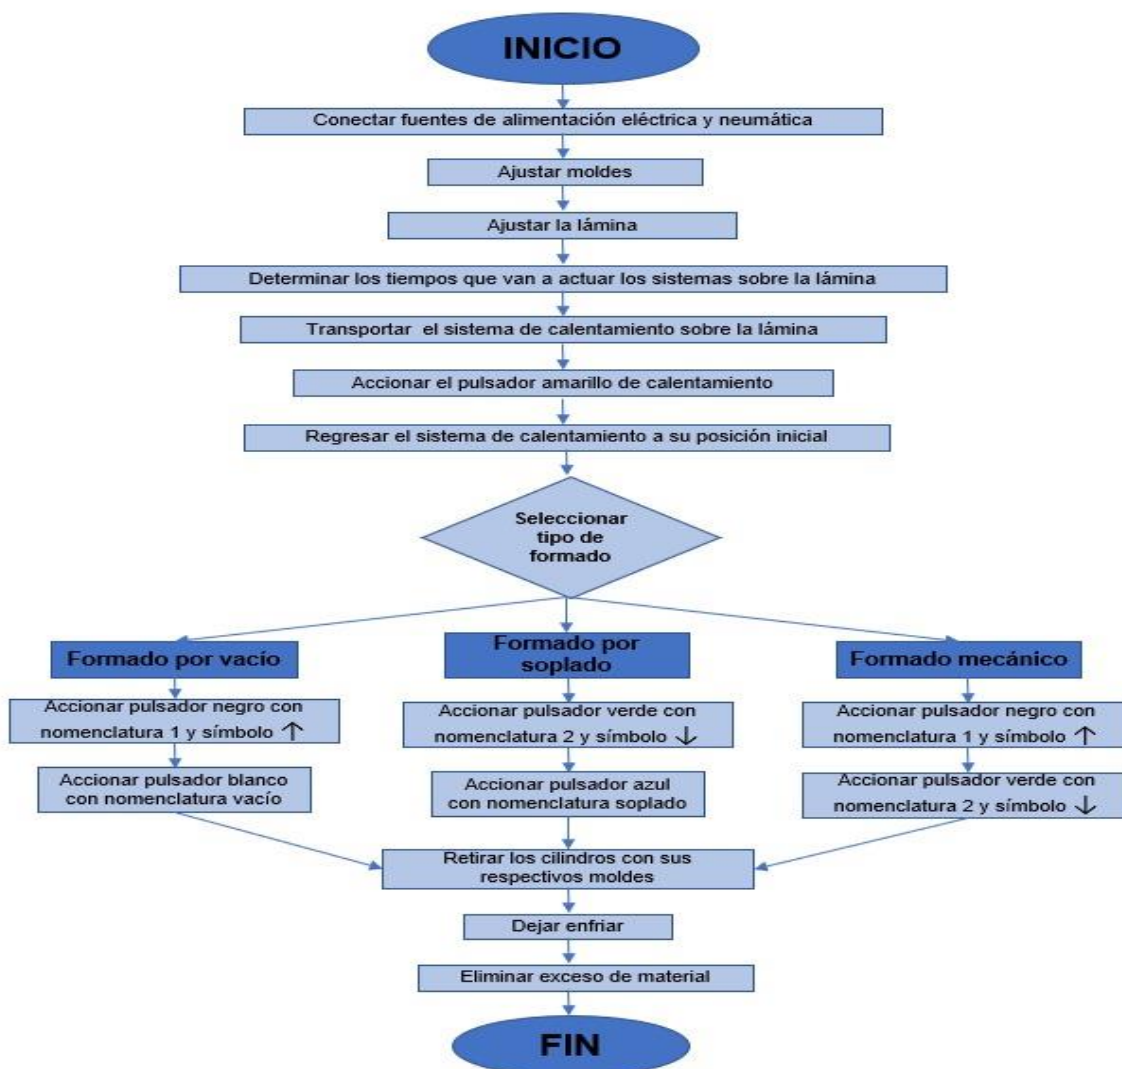 INICIO
Conectar fuentes de alimentación eléctrica y neumática
Ajustar moldes
Ajustar la lámina
Determinar los tiempos que van a actuar los sistemas sobre la lámina
Transportar el sistema de calentamiento sobre la lámina
Accionar el pulsador amarillo de calentamiento
Regresar el sistema de calentamiento a su posición inicial
Seleccionar
tipo de
formado
Formado por vacío
Accionar pulsador negro con
nomenclatura 1 y símbolo ↑
Accionar pulsador blanco
con nomenclatura vacío
Formado por
soplado
Accionar pulsador verde con
nomenclatura 2 y símbolo ↓
Accionar pulsador azul
con nomenclatura soplado
Formado mecánico
Accionar pulsador negro con
nomenclatura 1 y símbolo ↑
Accionar pulsador verde con
nomenclatura 2 y símbolo ↓
Retirar los cilindros con sus
respectivos moldes
Dejar enfriar
Eliminar exceso de material
FIN